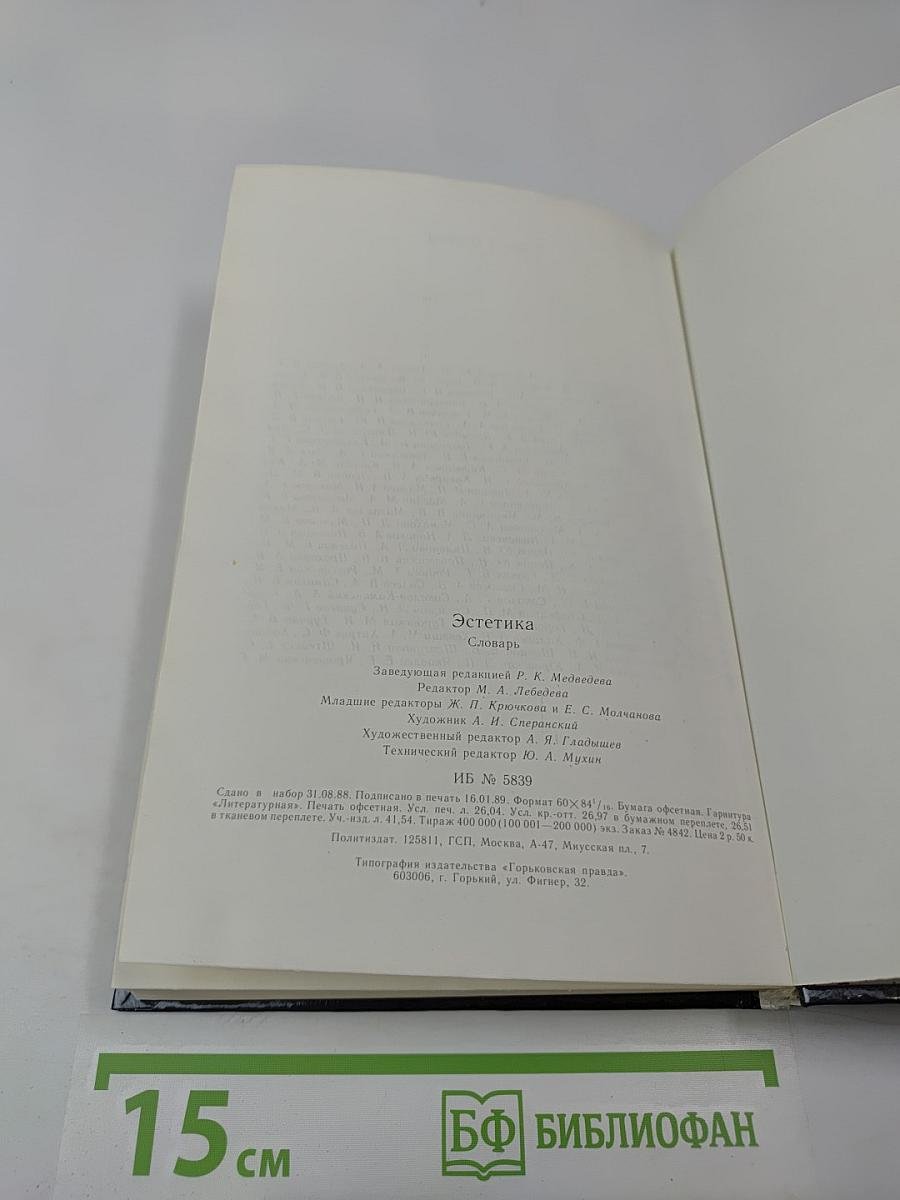 Эстетика
Словарь
Заведующая редакцией Р. К. Медведева
Редактор М. А. Лебедева
Младшие редакторы Ж. П. Крючкова и Е. С. Молчанова
Художник А. И. Сперанский
Художественный редактор А. Я. Гладышев
Технический редактор Ю. А. Мухин
ИБ № 5839
Сдано в набор 31.08.88. Подписано в печать 16.01.89. Формат 60×84¹/₁₆. Бумага офсетная. Гарнитура
«Литературная». Печать офсетная. Усл. печ. л. 26,04. Усл. кр.-отт. 26,97 в бумажном переплете, 26,51
в тканевом переплете. Уч.-изд. л. 41,54. Тираж 400 000 (100 001—200 000) экз. Заказ № 4842. Цена 2 р. 50 к.
Политиздат. 125811, ГСП, Москва, А-47, Миусская пл., 7.
Типография издательства «Горьковская правда».
603006, г. Горький, ул. Фигнер, 32.
15 см
БФ БИБЛИОФАН